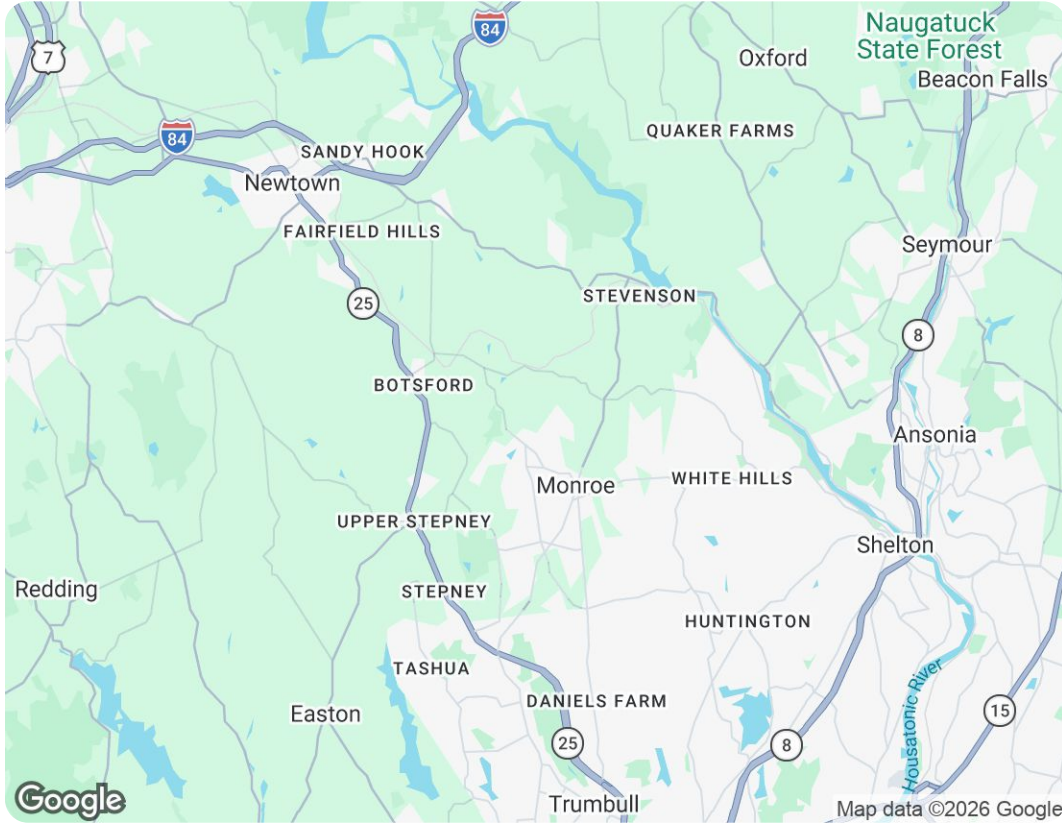 Naugatuck
State Forest
84
7
Oxford
Beacon Falls
QUAKER FARMS
84
SANDY HOOK
Newtown
FAIRFIELD HILLS
Seymour
STEVENSON
25
8
BOTSFORD
Ansonia
WHITE HILLS
Monroe
UPPER STEPNEY
Shelton
Redding
STEPNEY
HUNTINGTON
TASHUA
Housatonic River
DANIELS FARM
Easton
15
25
8
Google
Trumbull
Map data ©2026 Google